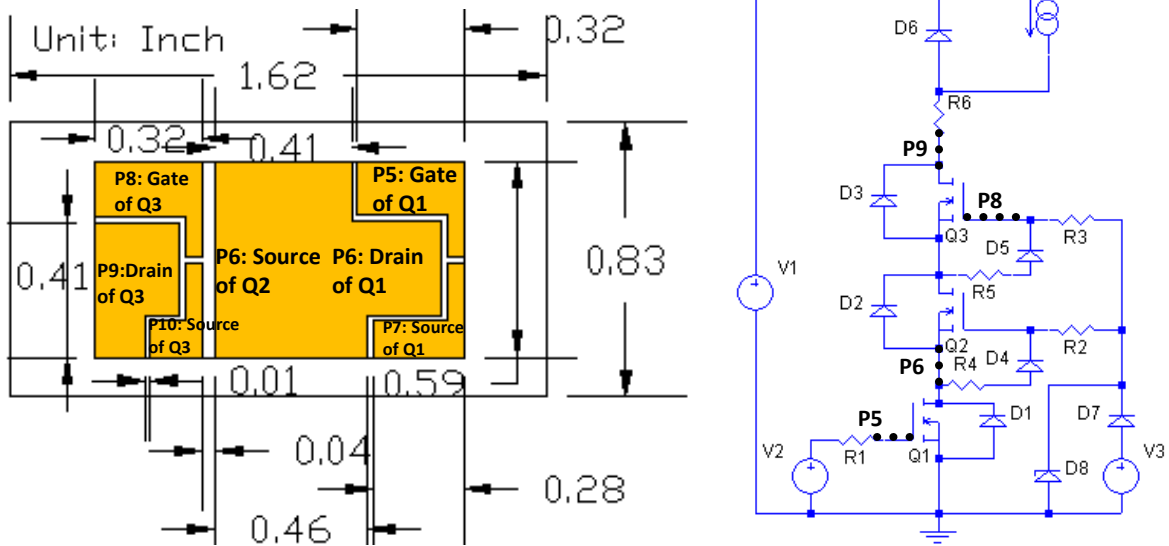 Unit: Inch
0.32
1.62
0.32
0.41
P8: Gate
of Q3
P5: Gate
of Q1
P9:Drain
of Q3
P6: Source
of Q2
P6: Drain
of Q1
P10: Source
of Q3
P7: Source
of Q1
0.41
0.83
0.01
0.59
0.04
0.28
0.46
D6
R6
P9
D3
P8
Q3
R3
D5
V1
R5
D2
Q2
R2
D4
P6
R4
P5
D1
D7
R1
Q1
V2
D8
V3